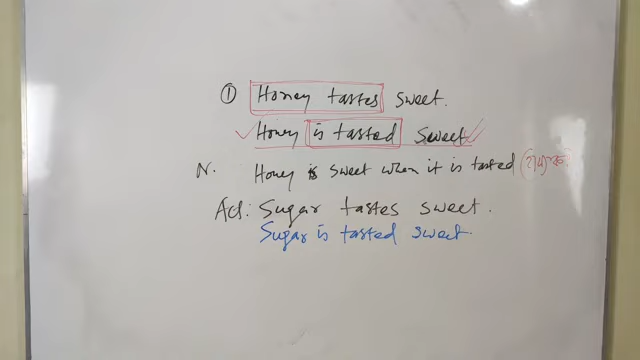 ① Honey tastes sweet.
Honey is tasted sweet
N. Honey is sweet when it is tasted
Act: Sugar tastes sweet.
Sugar is tasted sweet.